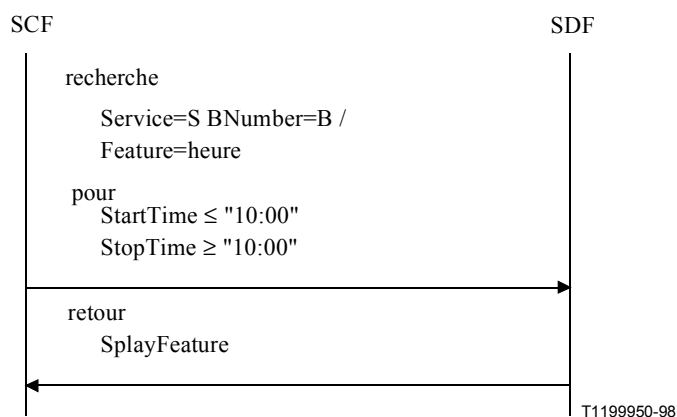 SCF
SDF
recherche
Service=S BNumber=B /
Feature=heure
pour
StartTime ≤ "10:00"
StopTime ≥ "10:00"
retour
SplayFeature
T1199950-98